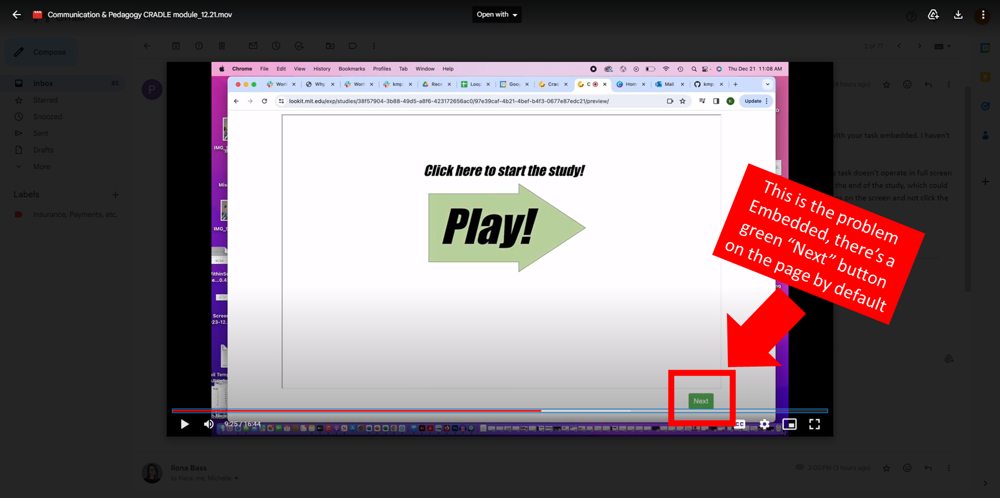 Communication & Pedagogy CRADLE module_12.21.mov
Open with
Compose
2 of 77
Inbox 85
Starred
Snoozed
Sent
Drafts
More
Labels
Insurance, Payments, etc.
P
(4 hours ago)
with your task embedded. I haven't
task doesn't operate in full screen
the end of the study, which could
on the screen and not click the
Chrome File Edit View History Bookmarks Profiles Tab Window Help
Thu Dec 21 11:08 AM
Work Why Work kmp Rece Loop Goo Crad C Hom Mail kmp
lookit.mit.edu/exp/studies/38f57904-3b88-49d5-a8f6-423172656ac0/97e39caf-4b21-4bef-b4f3-0677e87edc21/preview/
K
Update
Click here to start the study!
Play!
Next
This is the problem
Embedded, there's a
green “Next” button
on the page by default
IMG_
Mis
IMG_
XLSX
e...0.4
Scree
23-12.
9:25 / 16:44
CC
Ilona Bass
to Kiera, me, Michelle
2:00 PM (3 hours ago)